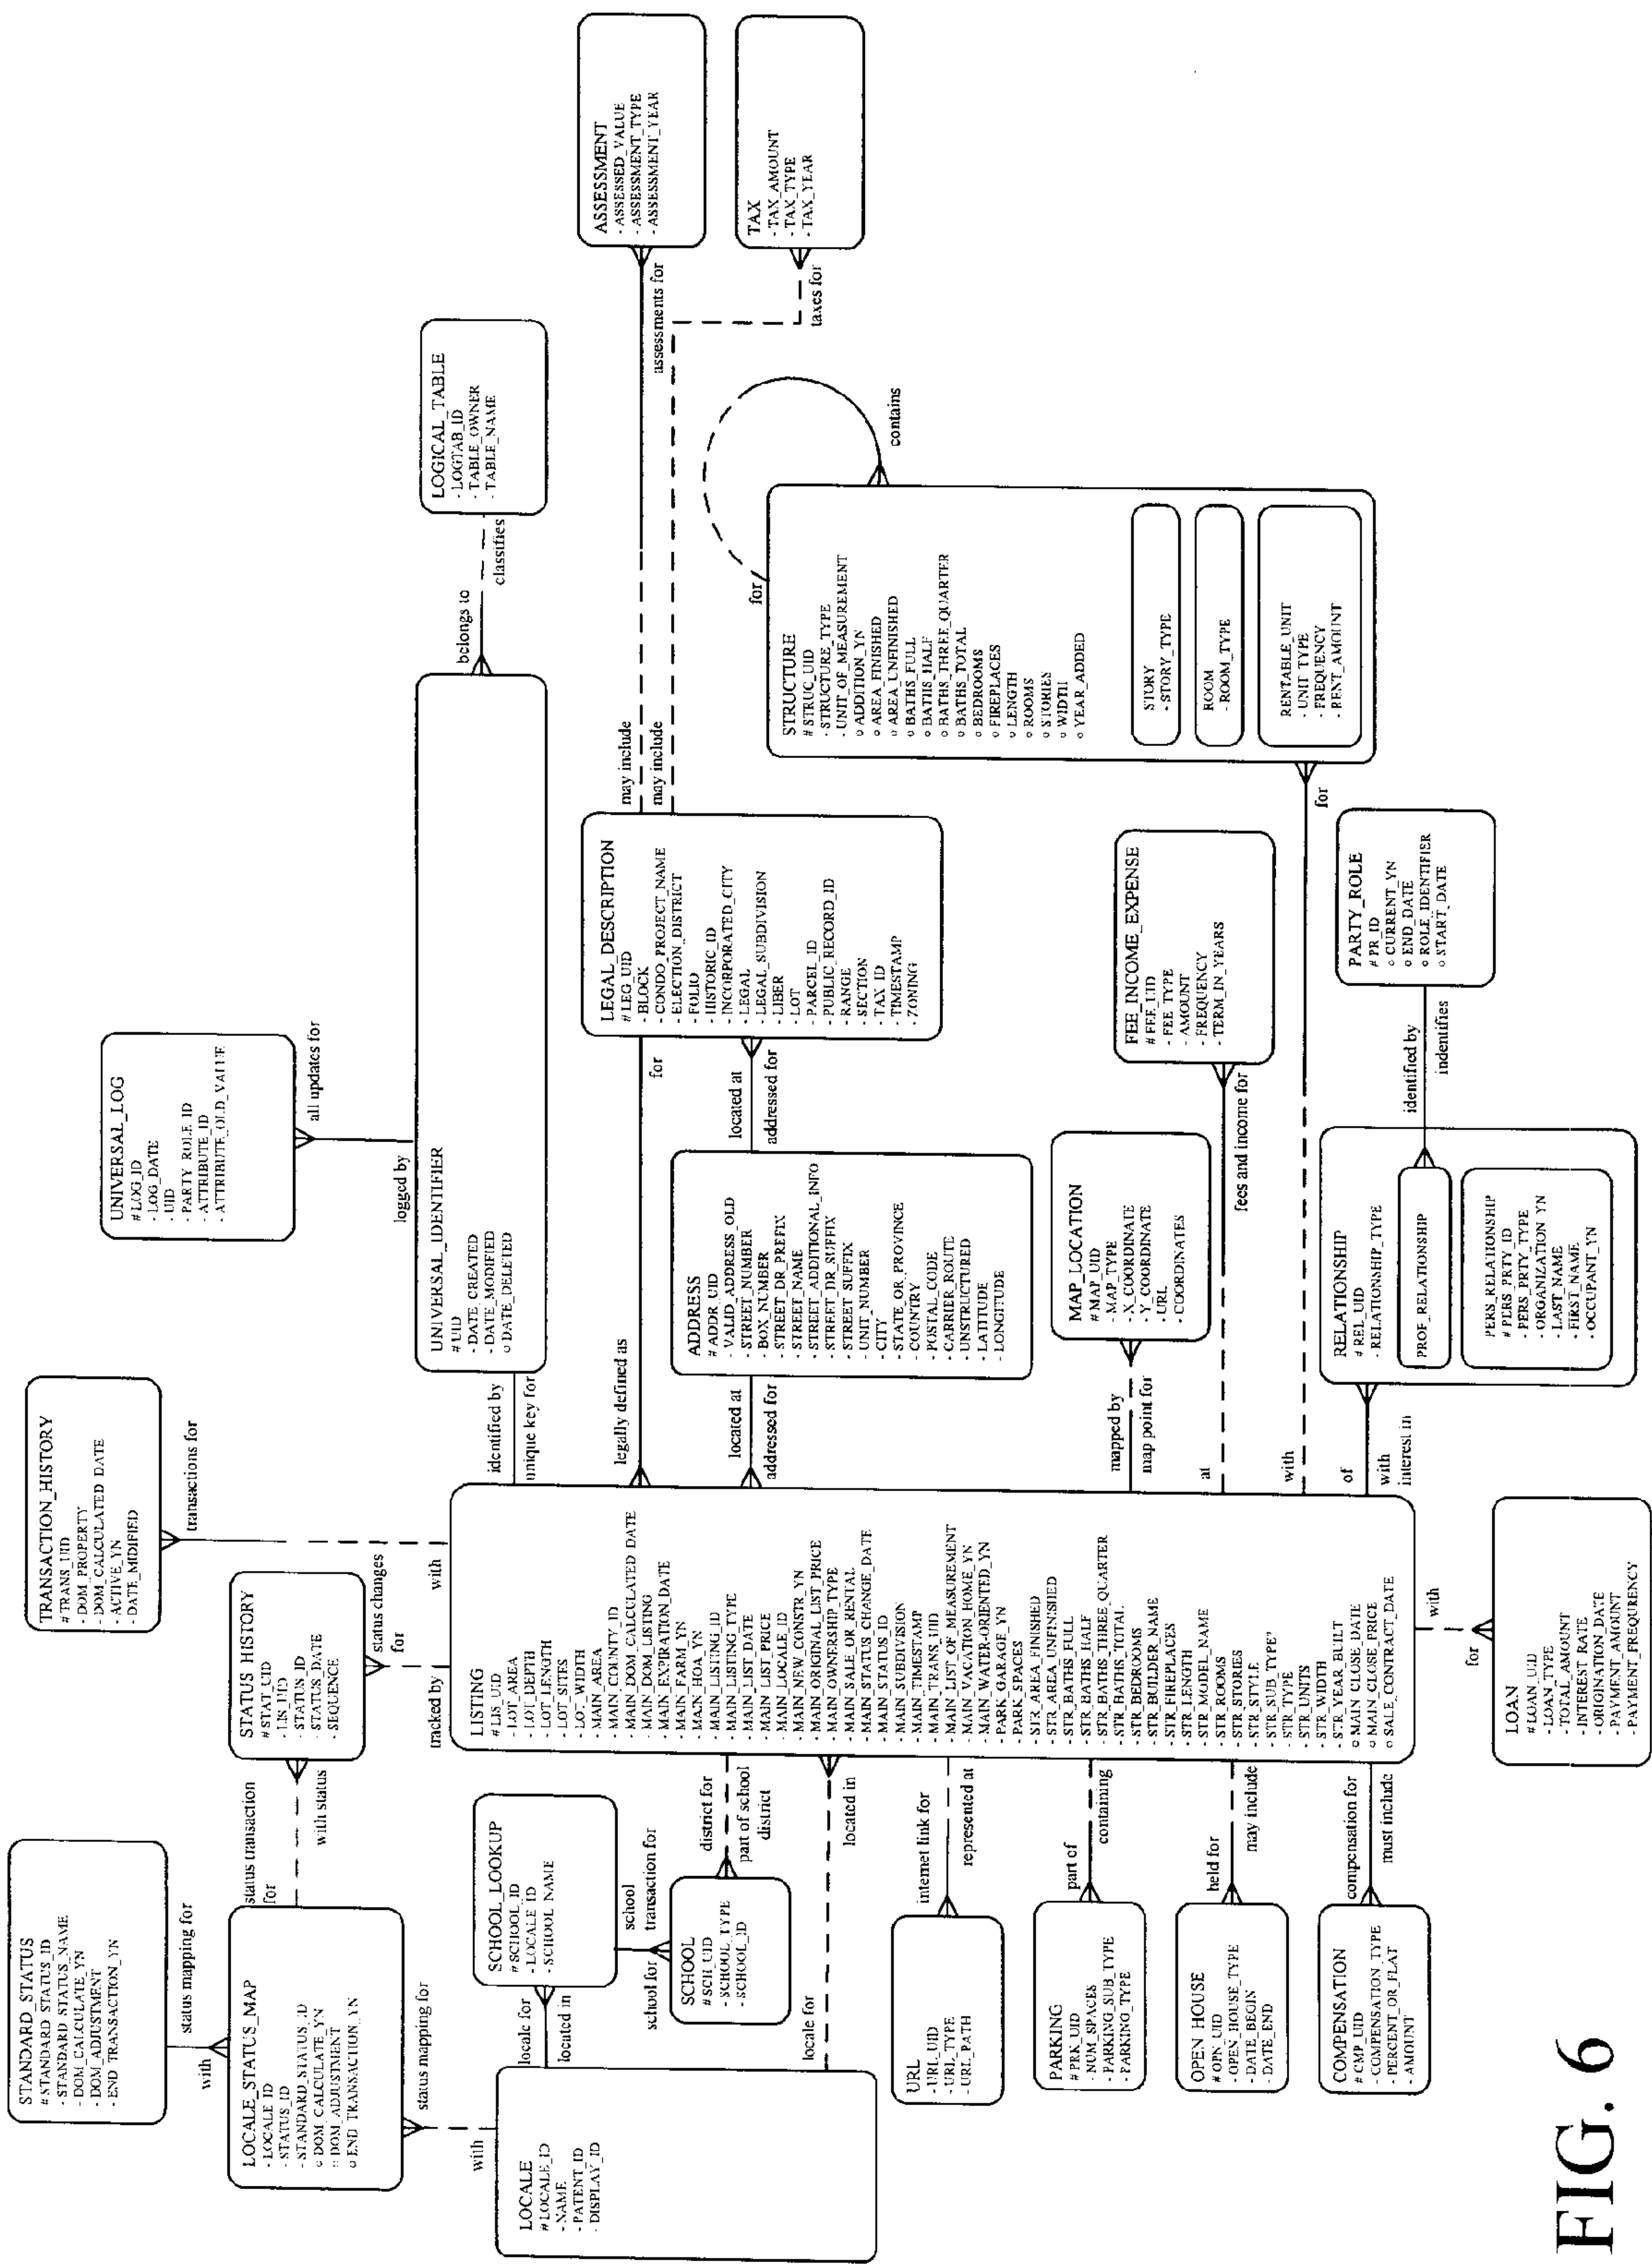 STANDARD_STATUS
#STANDARD_STATUS_ID
- STANDARD_STATUS_NAME
- DOM_CALCULATE_YN
- DOM_ADJUSTMENT
- END_TRANSACTION_YN
status mapping for
with
LOCALE_STATUS_MAP
- LOCALE_ID
- STATUS_ID
- STANDARD_STATUS_ID
o DOM_CALCULATE_YN
o DOM_ADJUSTMENT
o END_TRANSACTION_YN
status mapping for
with
status transaction
for
with status
TRANSACTION_HISTORY
#TRANS_UID
- DOM_PROPERTY
- DOM_CALCULATED DATE
- ACTIVE_YN
- DATE_MIDIFIED
transactions for
with
STATUS HISTORY
#STAT_UID
- LIS_UID
- STATUS_ID
- STATUS_DATE
- SEQUENCE
status changes
for
tracked by
UNIVERSAL_LOG
#LOG_ID
- LOG_DATE
- UID
- PARTY_ROLE_ID
- ATTRIBUTE_ID
- ATTRIBUTE_OLD_VALUE
all updates for
logged by
UNIVERSAL_IDENTIFIER
#UID
- DATE_CREATED
- DATE_MODIFIED
o DATE_DELETED
identified by
unique key for
belongs to
classifies
LOGICAL_TABLE
- LOGTAB_ID
- TABLE_OWNER
- TABLE_NAME
LOCALE
#LOCALE_ID
- NAME
- PATENT_ID
- DISPLAY_ID
locale for
located in
SCHOOL_LOOKUP
#SCHOOL_ID
- LOCALE_ID
- SCHOOL_NAME
school
transaction for
school for
SCHOOL
#SCH_UID
- SCHOOL_TYPE
- SCHOOL_ID
district for
part of school
district
locale for
located in
LISTING
#LIS_UID
- LOT_AREA
- LOT_DEPTH
- LOT_LENGTH
- LOT_SITES
- LOT_WIDTH
- MAIN_AREA
- MAIN_COUNTY_ID
- MAIN_DOM_CALCULATED_DATE
- MAIN_DOM_LISTING
- MAIN_EXPIRATION_DATE
- MAIN_FARM_YN
- MAIN_HOA_YN
- MAIN_LISTING_ID
- MAIN_LISTING_TYPE
- MAIN_LIST_DATE
- MAIN_LIST_PRICE
- MAIN_LOCALE_ID
- MAIN_NEW_CONSTR_YN
- MAIN_ORIGINAL_LIST_PRICE
- MAIN_OWNERSHIP_TYPE
- MAIN_SALE_OR_RENTAL
- MAIN_STATUS_CHANGE_DATE
- MAIN_STATUS_ID
- MAIN_SUBDIVISION
- MAIN_TIMESTAMP
- MAIN_TRANS_UID
- MAIN_LIST_OF_MEASUREMENT
- MAIN_VACATION_HOME_YN
- MAIN_WATER-ORIENTED_YN
- PARK_GARAGE_YN
- PARK_SPACES
- STR_AREA_FINISHED
- STR_AREA_UNFINISHED
- STR_BATHS_FULL
- STR_BATHS_HALF
- STR_BATHS_THREE_QUARTER
- STR_BATHS_TOTAL
- STR_BEDROOMS
- STR_BUILDER_NAME
- STR_FIREPLACES
- STR_LENGTH
- STR_MODEL_NAME
- STR_ROOMS
- STR_STORIES
- STR_STYLE
- STR_SUB_TYPE"
- STR_TYPE
- STR_UNITS
- STR_WIDTH
- STR_YEAR_BUILT
o MAIN_CLOSE_DATE
o MAIN_CLOSE_PRICE
o SALE_CONTRACT_DATE
legally defined as
for
LEGAL_DESCRIPTION
#LEG_UID
- BLOCK
- CONDO_PROJECT_NAME
- ELECTION_DISTRICT
- FOLIO
- HISTORIC_ID
- INCORPORATED_CITY
- LEGAL
- LEGAL_SUBDIVISION
- LIBER
- LOT
- PARCEL_ID
- PUBLIC_RECORD_ID
- RANGE
- SECTION
- TAX_ID
- TIMESTAMP
- ZONING
may include
may include
assessments for
ASSESSMENT
- ASSESSED_VALUE
- ASSESSMENT_TYPE
- ASSESSMENT_YEAR
taxes for
TAX
- TAX_AMOUNT
- TAX_TYPE
- TAX_YEAR
located at
addressed for
ADDRESS
# ADDR_UID
- VALID_ADDRESS_OLD
- STREET_NUMBER
- BOX_NUMBER
- STREET_DR_PREFIX
- STREET_NAME
- STREET_ADDITIONAL_INFO
- STREET_DR_SUFFIX
- STREET_SUFFIX
- UNIT_NUMBER
- CITY
- STATE_OR_PROVINCE
- COUNTRY
- POSTAL_CODE
- CARRIER_ROUTE
- UNSTRUCTURED
- LATITUDE
- LONGITUDE
located at
addressed for
STRUCTURE
# STRUC_UID
- STRUCTURE_TYPE
- UNIT_OF_MEASUREMENT
o ADDITION_YN
o AREA_FINISHED
o AREA_UNFINISHED
o BATHS_FULL
o BATHS_HALF
o BATHS_THREE_QUARTER
o BATHS_TOTAL
o BEDROOMS
o FIREPLACES
o LENGTH
o ROOMS
o STORIES
o WIDTH
o YEAR_ADDED
STORY
- STORY_TYPE
ROOM
- ROOM_TYPE
RENTABLE_UNIT
- UNIT_TYPE
- FREQUENCY
- RENT_AMOUNT
for
contains
URL
- URL_UID
- URL_TYPE
- URL_PATH
internet link for
represented at
mapped by
map point for
MAP_LOCATION
#MAP_UID
- MAP_TYPE
- X_COORDINATE
- Y_COORDINATE
- URL
- COORDNATES
PARKING
#PRK_UID
- NUM_SPACES
- PARKING_SUB_TYPE
- PARKING_TYPE
part of
containing
at
fees and income for
FEE_INCOME_EXPENSE
#FEE_UID
- FEE_TYPE
- AMOUNT
- FREQUENCY
- TERM_IN_YEARS
OPEN HOUSE
# OPN_UID
- OPEN_HOUSE_TYPE
- DATE_BEGIN
- DATE_END
held for
may include
with
for
COMPENSATION
# CMP_UID
- COMPENSATION_TYPE
- PERCENT_OR_FLAT
- AMOUNT
compensation for
must include
of
with
interest in
RELATIONSHIP
# REL_UID
- RELATIONSHIP_TYPE
PROF_RELATIONSHIP
PERS_RELATIONSHIP
# PERS_PRTY_ID
- PERS_PRTY_TYPE
- ORGANIZATION_YN
- LAST_NAME
- FIRST_NAME
- OCCUPANT_YN
identified by
indentifies
PARTY_ROLE
# PR_ID
o CURRENT_YN
o END_DATE
o ROLE_IDENTIFIER
o START_DATE
with
for
LOAN
#LOAN_UID
- LOAN_TYPE
- TOTAL_AMOUNT
- INTEREST_RATE
- ORIGINATION_DATE
- PAYMENT_AMOUNT
- PAYMENT_FREQURENCY
FIG. 6